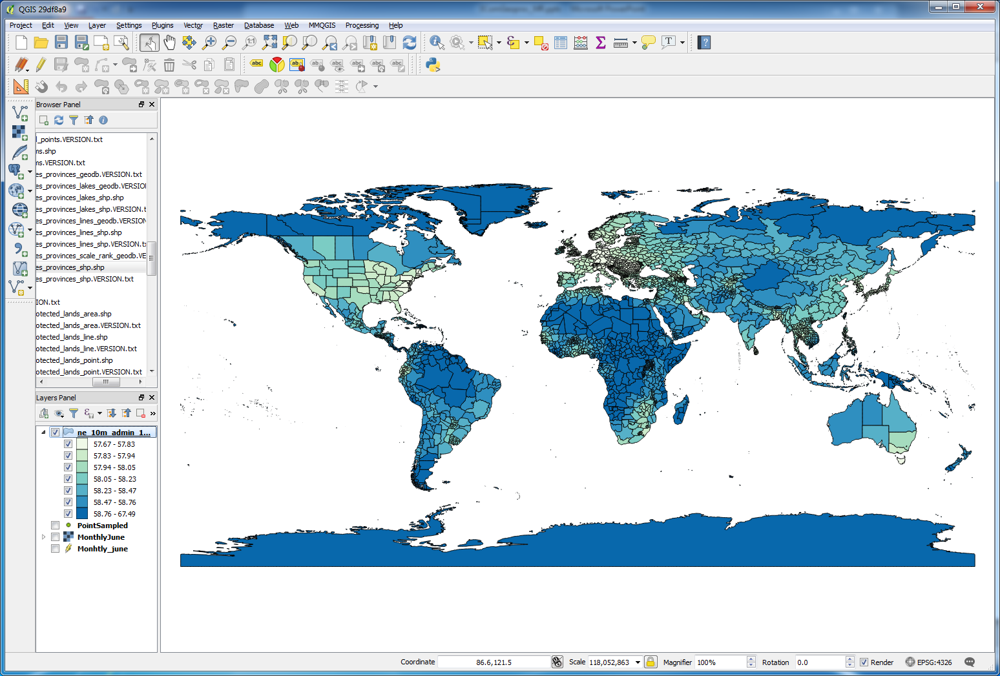 QGIS 29df8a9
Project Edit View Layer Settings Plugins Vector Raster Database Web MMQGIS Processing Help
Browser Panel
l_points.VERSION.txt
ms.shp
ms.VERSION.txt
es_provinces_geodb.VERSION.txt
es_provinces_lakes_geodb.VERSIO
es_provinces_lakes_shp.shp
es_provinces_lakes_shp.VERSION.t
es_provinces_lines_geodb.VERSION
es_provinces_lines_shp.shp
es_provinces_lines_shp.VERSION.t
es_provinces_scale_rank_geodb.VE
es_provinces_shp.shp
es_provinces_shp.VERSION.txt
ION.txt
otected_lands_area.shp
otected_lands_area.VERSION.txt
otected_lands_line.shp
otected_lands_line.VERSION.txt
otected_lands_point.shp
otected_lands_point.VERSION.txt
Layers Panel
ne_10m_admin_1...
57.67 - 57.83
57.83 - 57.94
57.94 - 58.05
58.05 - 58.23
58.23 - 58.47
58.47 - 58.76
58.76 - 67.49
PointSampled
MonthlyJune
Monhtly_june
Coordinate 86.6,121.5 Scale 118,052,863 Magnifier 100% Rotation 0.0 Render EPSG:4326